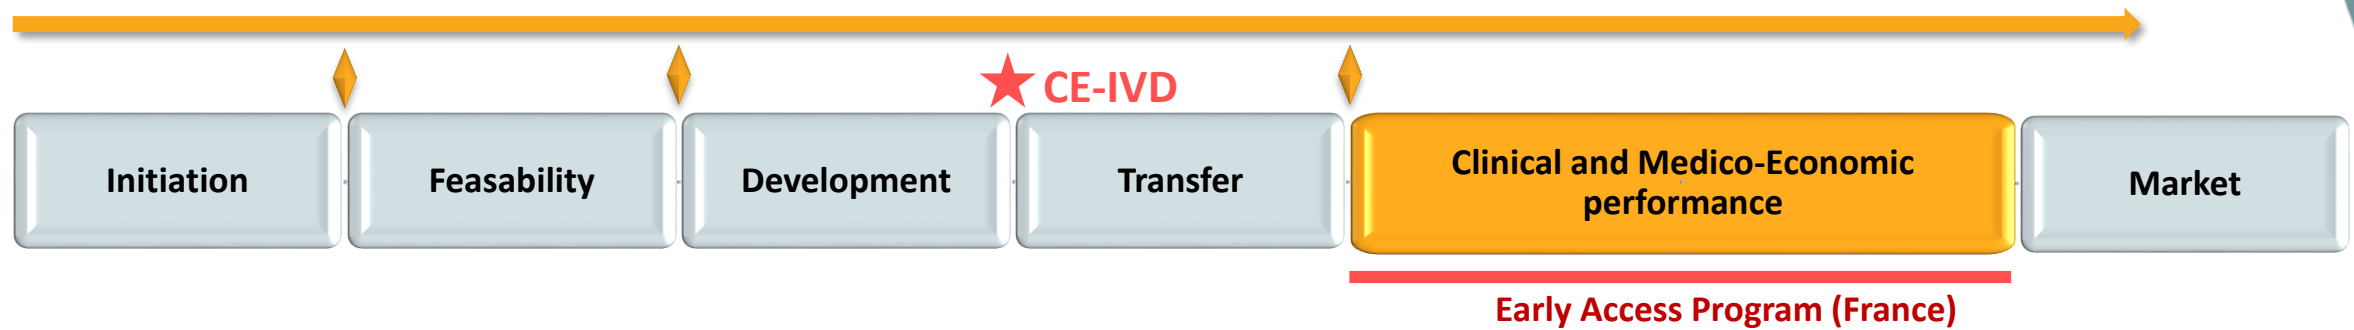 CE-IVD
Initiation
Feasability
Development
Transfer
Clinical and Medico-Economic
performance
Market
Early Access Program (France)